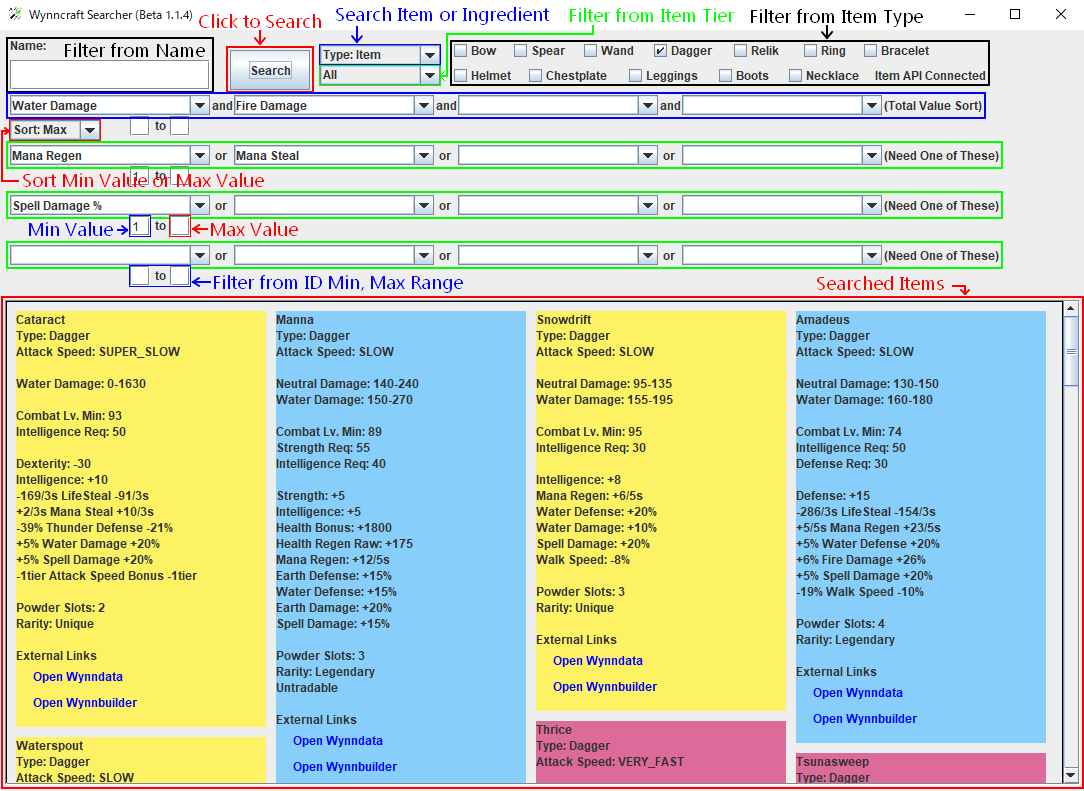 Wynncraft Searcher (Beta 1.1.4)
Click to Search
Search Item or Ingredient
Filter from Item Tier
Filter from Item Type
Name:
Filter from Name
Search
Type: Item
All
Bow Spear Wand Dagger Relik Ring Bracelet
Helmet Chestplate Leggings Boots Necklace Item API Connected
Water Damage and Fire Damage and and (Total Value Sort)
Sort: Max
to
Mana Regen or Mana Steal or or (Need One of These)
1 to
Sort Min Value or Max Value
Spell Damage % or or or (Need One of These)
Min Value
1 to
Max Value
or or or (Need One of These)
to
Filter from ID Min, Max Range
Searched Items
Cataract
Type: Dagger
Attack Speed: SUPER_SLOW
Water Damage: 0-1630
Combat Lv. Min: 93
Intelligence Req: 50
Dexterity: -30
Intelligence: +10
-169/3s LifeSteal -91/3s
+2/3s Mana Steal +10/3s
-39% Thunder Defense -21%
+5% Water Damage +20%
+5% Spell Damage +20%
-1tier Attack Speed Bonus -1tier
Powder Slots: 2
Rarity: Unique
External Links
Open Wynndata
Open Wynnbuilder
Waterspout
Type: Dagger
Attack Speed: SLOW
Manna
Type: Dagger
Attack Speed: SLOW
Neutral Damage: 140-240
Water Damage: 150-270
Combat Lv. Min: 89
Strength Req: 55
Intelligence Req: 40
Strength: +5
Intelligence: +5
Health Bonus: +1800
Health Regen Raw: +175
Mana Regen: +12/5s
Earth Defense: +15%
Water Defense: +15%
Earth Damage: +20%
Spell Damage: +15%
Powder Slots: 3
Rarity: Legendary
Untradable
External Links
Open Wynndata
Open Wynnbuilder
Snowdrift
Type: Dagger
Attack Speed: SLOW
Neutral Damage: 95-135
Water Damage: 155-195
Combat Lv. Min: 95
Intelligence Req: 30
Intelligence: +8
Mana Regen: +6/5s
Water Defense: +20%
Water Damage: +10%
Spell Damage: +20%
Walk Speed: -8%
Powder Slots: 3
Rarity: Unique
External Links
Open Wynndata
Open Wynnbuilder
Thrice
Type: Dagger
Attack Speed: VERY_FAST
Amadeus
Type: Dagger
Attack Speed: SLOW
Neutral Damage: 130-150
Water Damage: 160-180
Combat Lv. Min: 74
Intelligence Req: 50
Defense Req: 30
Defense: +15
-286/3s LifeSteal -154/3s
+5/5s Mana Regen +23/5s
+5% Water Defense +20%
+6% Fire Damage +26%
+5% Spell Damage +20%
-19% Walk Speed -10%
Powder Slots: 4
Rarity: Legendary
External Links
Open Wynndata
Open Wynnbuilder
Tsunasweep
Type: Dagger